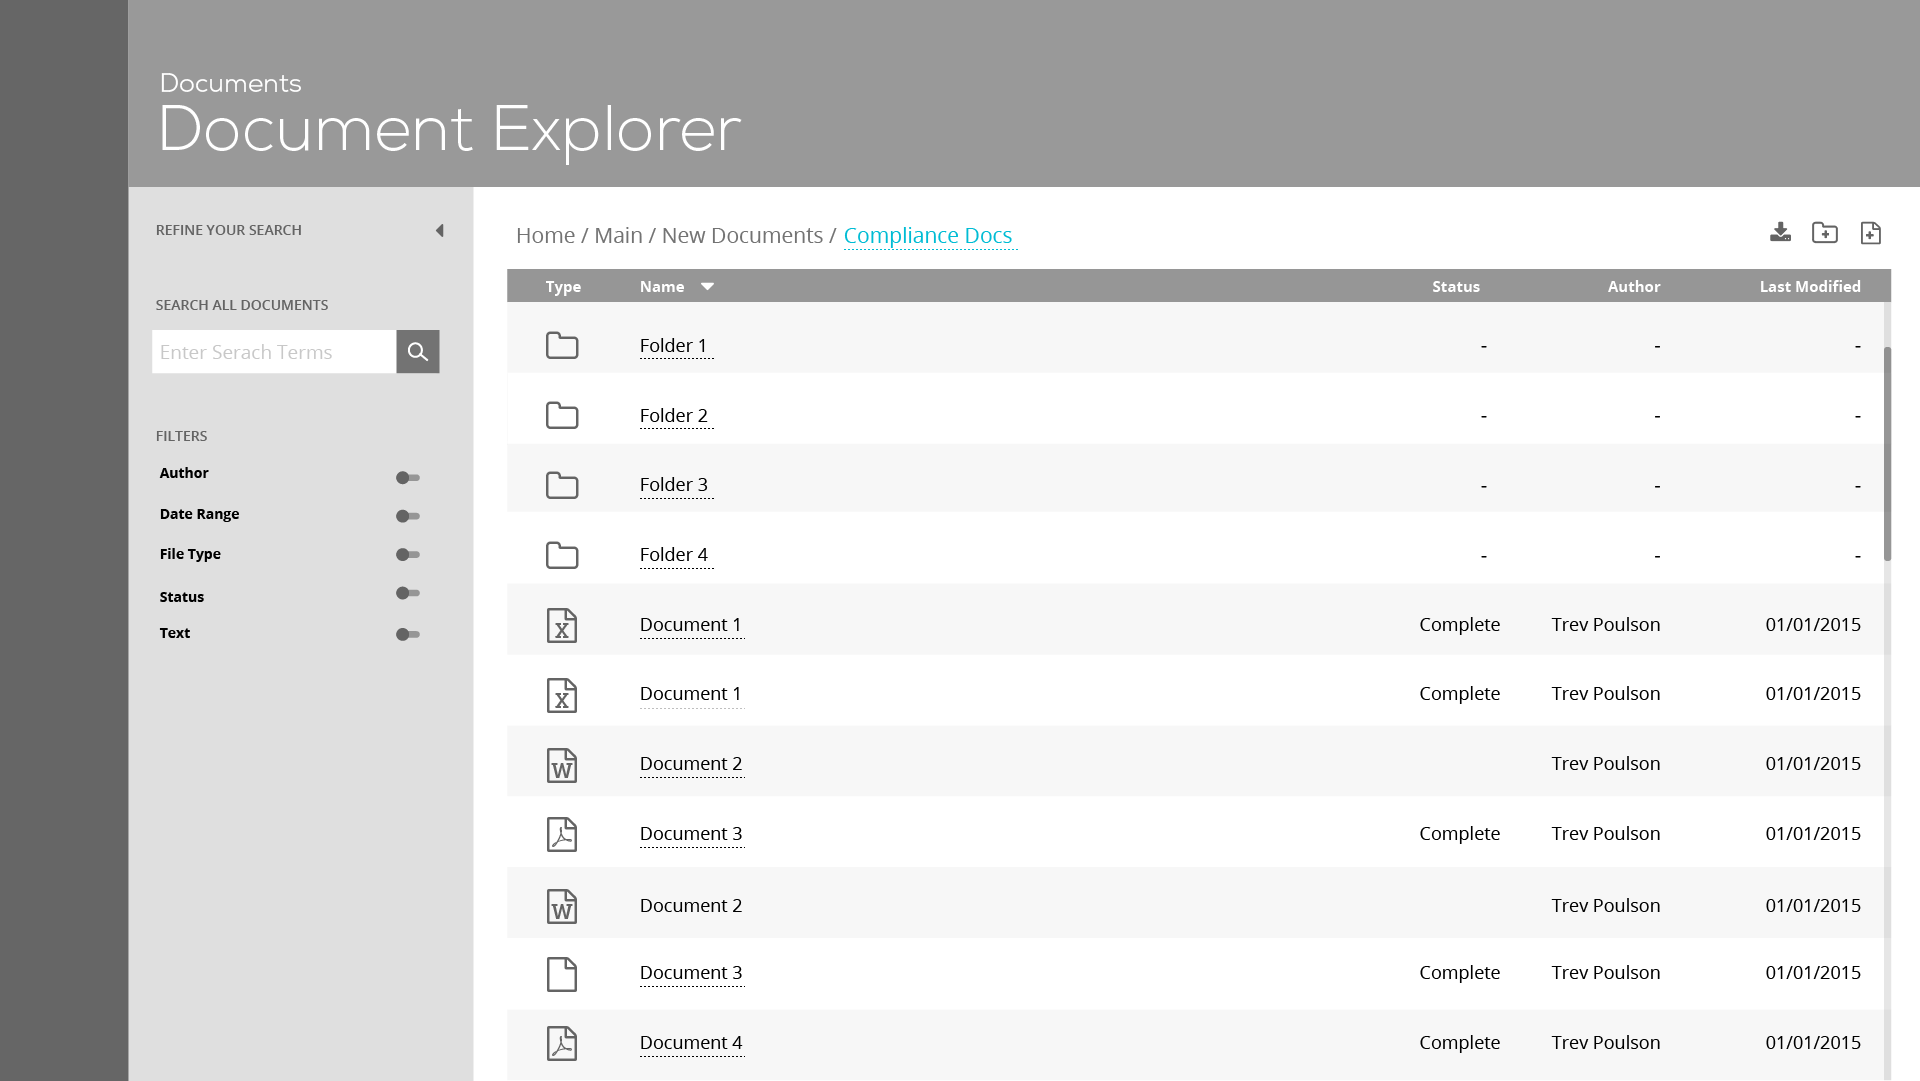 Documents
Document Explorer
REFINE YOUR SEARCH
SEARCH ALL DOCUMENTS
Enter Serach Terms
FILTERS
Author
Date Range
File Type
Status
Text
Home / Main / New Documents / Compliance Docs
Type Name Status Author Last Modified
Folder 1 - - -
Folder 2 - - -
Folder 3 - - -
Folder 4 - - -
X Document 1 Complete Trev Poulson 01/01/2015
X Document 1 Complete Trev Poulson 01/01/2015
W Document 2 Trev Poulson 01/01/2015
Document 3 Complete Trev Poulson 01/01/2015
W Document 2 Trev Poulson 01/01/2015
Document 3 Complete Trev Poulson 01/01/2015
Document 4 Complete Trev Poulson 01/01/2015